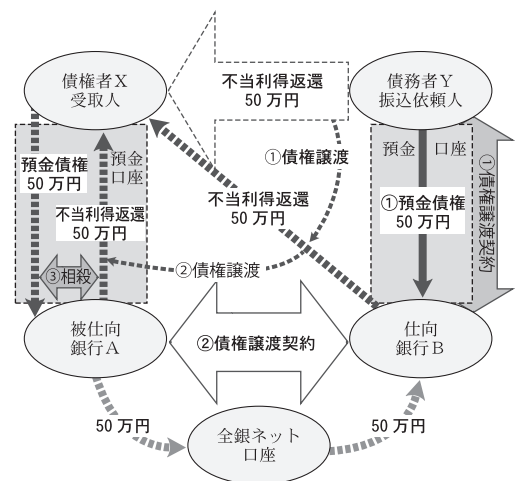 債権者X
受取人
不当利得返還
50万円
債務者Y
振込依頼人
①債権譲渡
預金債権
50万円
預金
口座
不当利得返還
50万円
不当利得返還
50万円
預金
口座
①預金債権
50万円
①債権譲渡契約
②債権譲渡
③相殺
被仕向
銀行A
②債権譲渡契約
仕向
銀行B
50万円
全銀ネット
口座
50万円